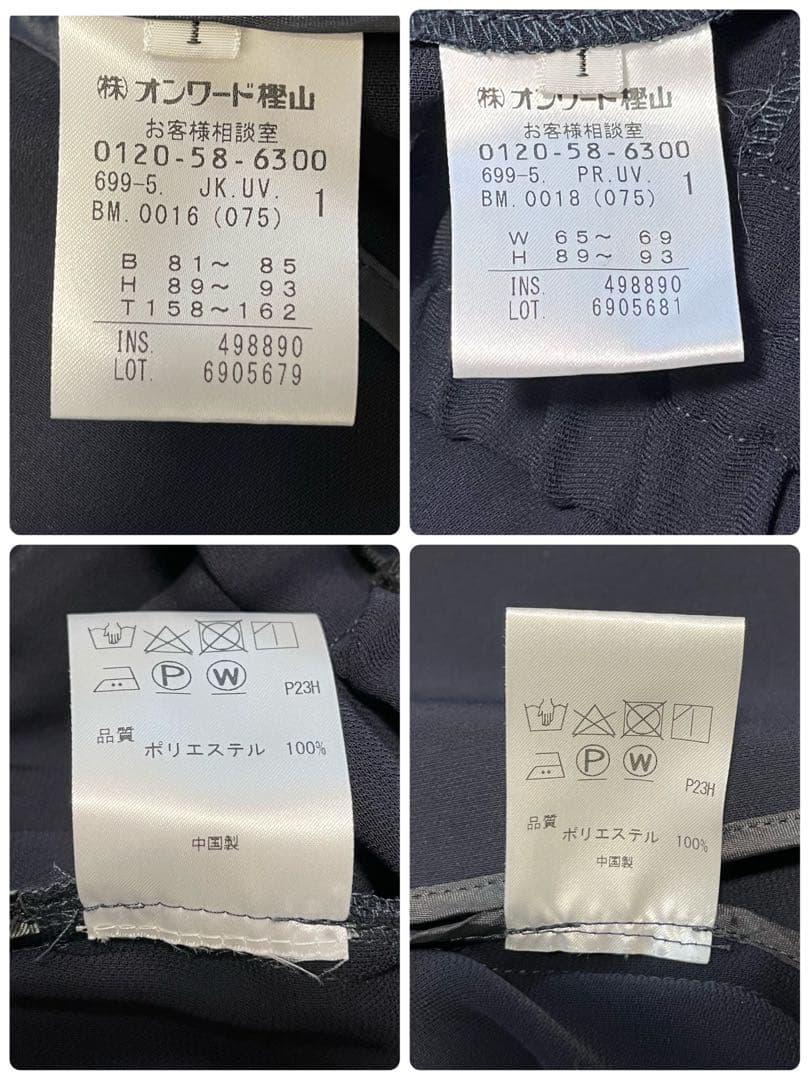 I
(株)オンワード樫山
お客様相談室
0120-58-6300
699-5. JK.UV. 1
BM. 0016 (075)
B 81～ 85
H 89～ 93
T158～162
INS. 498890
LOT. 6905679
I
(株)オンワード樫山
お客様相談室
0120-58-6300
699-5. PR.UV. 1
BM. 0018 (075)
W 65～ 69
H 89～ 93
INS. 498890
LOT. 6905681
P W
P23H
品質 ポリエステル 100%
中国製
P W
P23H
品質 ポリエステル 100%
中国製